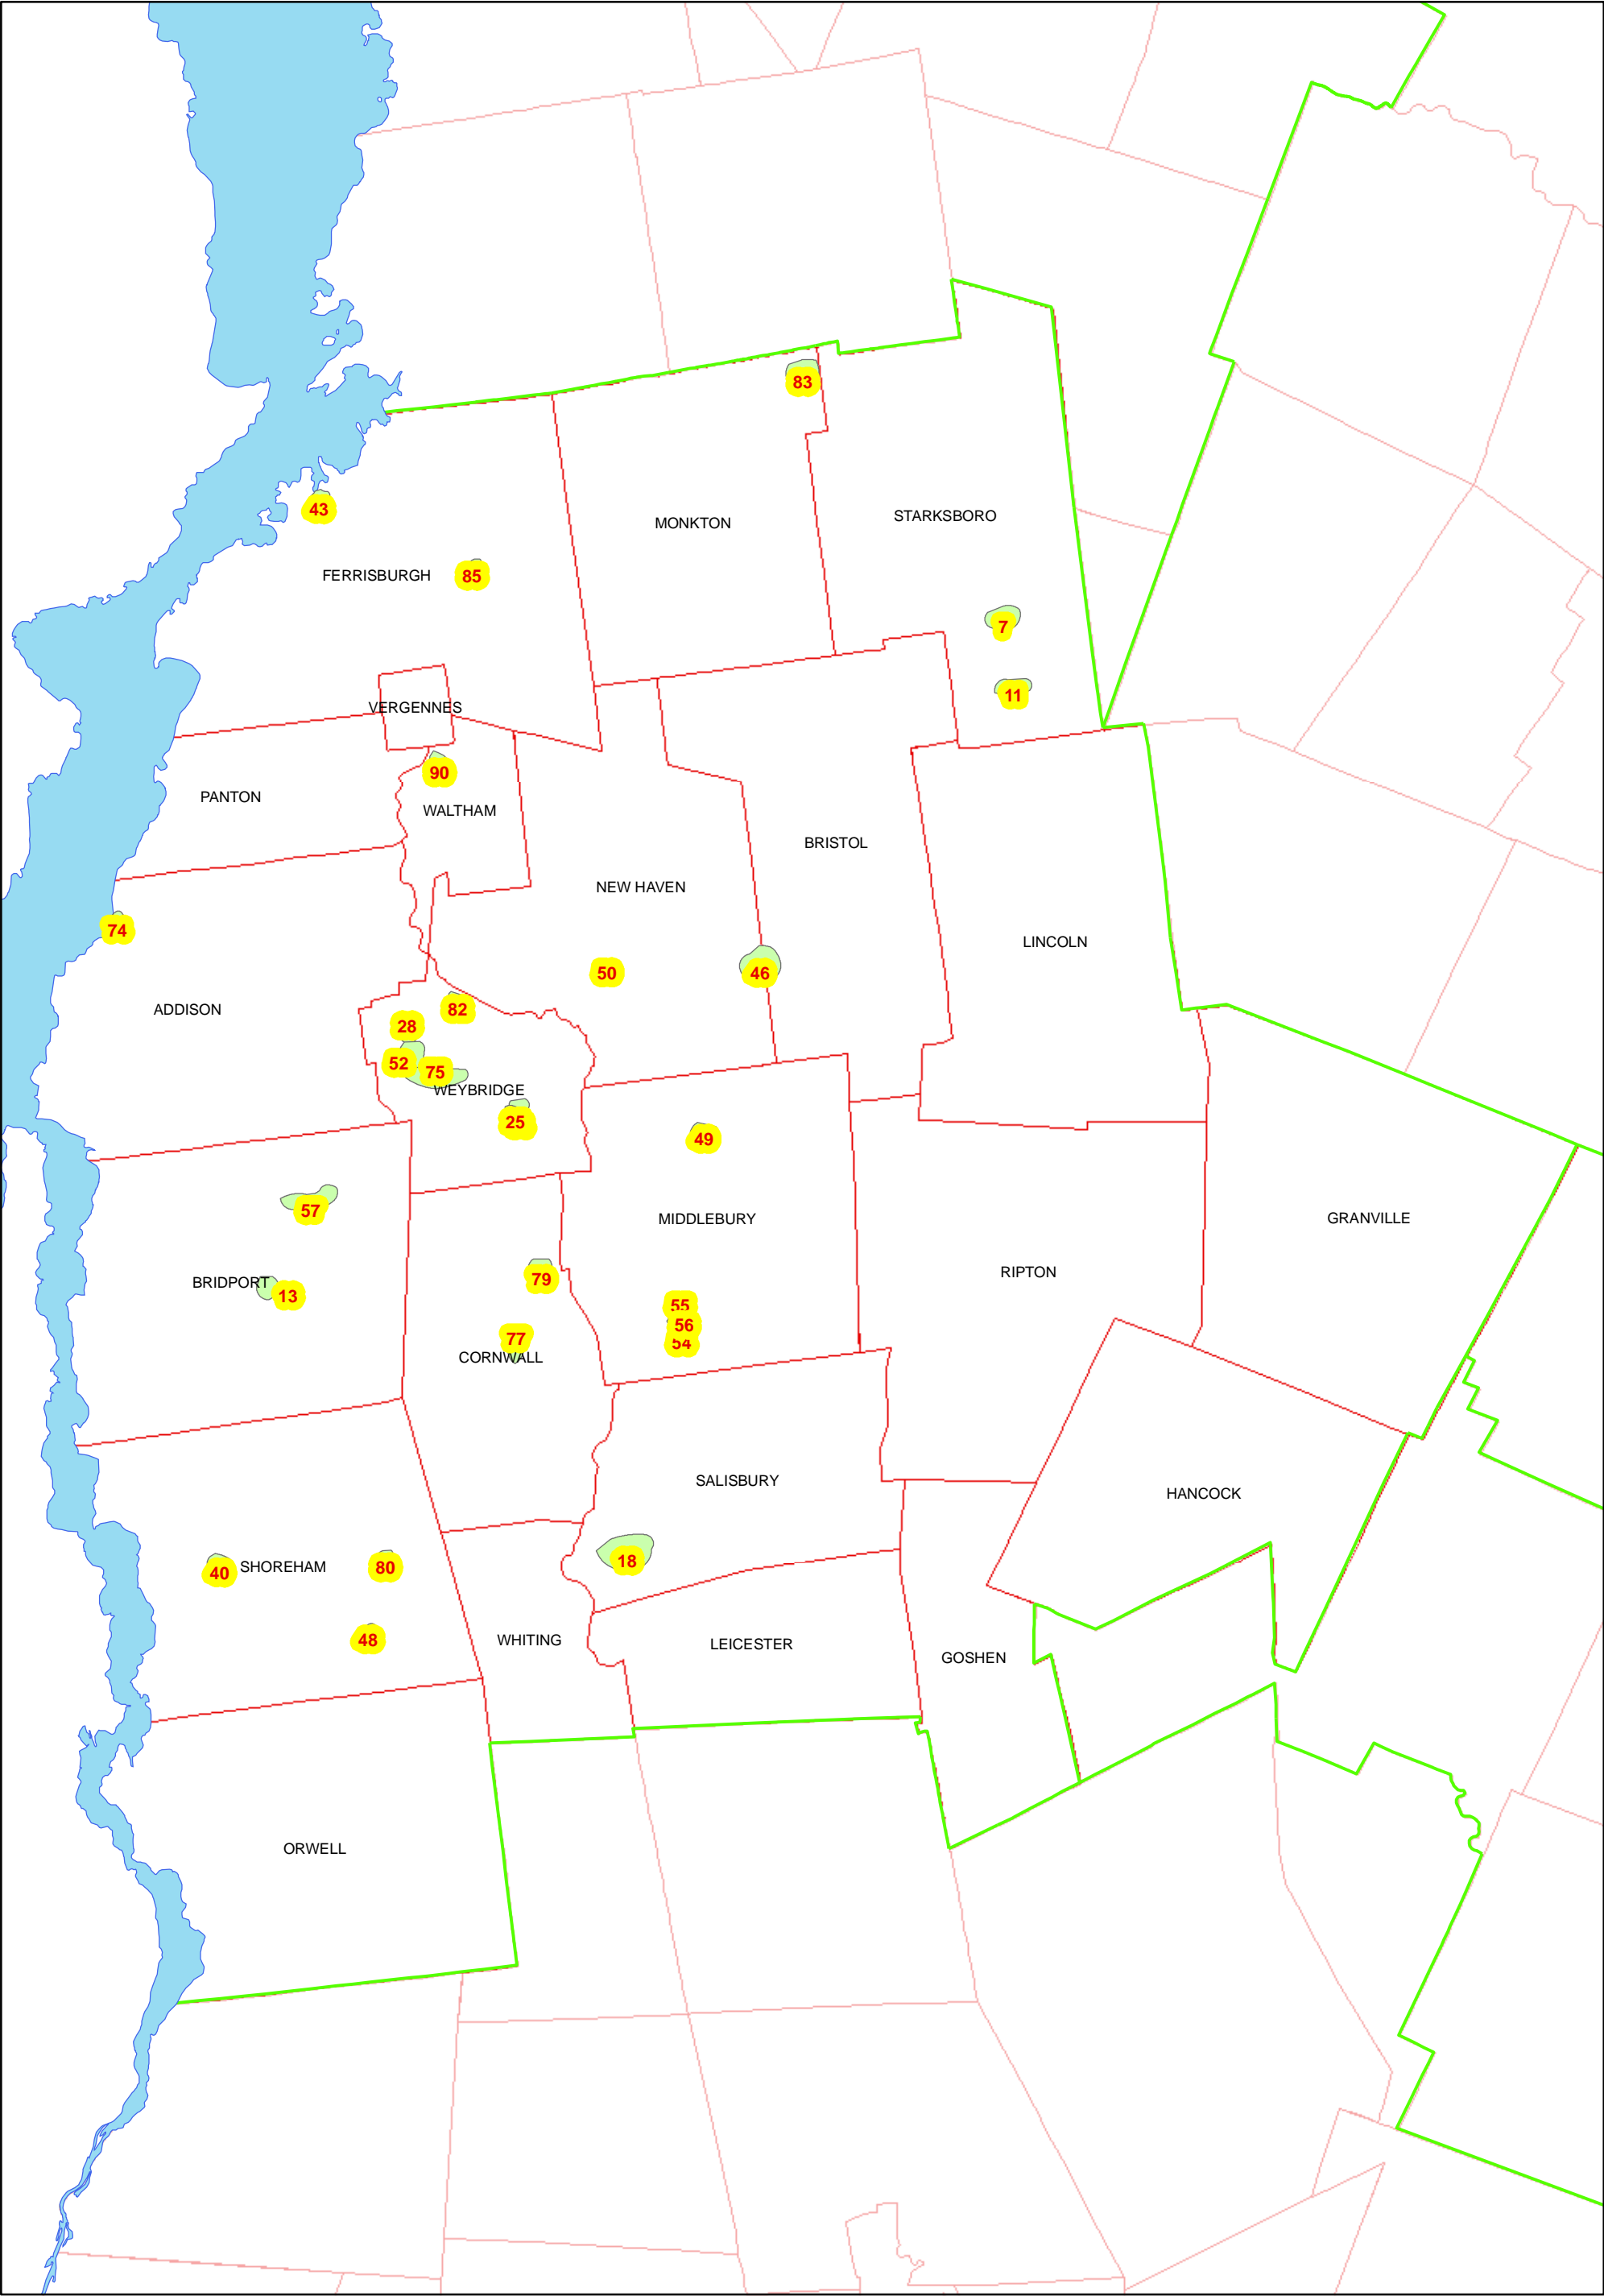 83
43
MONKTON
STARKSBORO
FERRISBURGH
85
7
11
VERGENNES
90
PANTON
WALTHAM
BRISTOL
NEW HAVEN
74
LINCOLN
50
46
ADDISON
82
28
52
75
WEYBRIDGE
25
49
57
MIDDLEBURY
GRANVILLE
BRIDPORT
13
79
RIPTON
55
56
54
77
CORNWALL
SALISBURY
HANCOCK
18
40
SHOREHAM
80
48
WHITING
LEICESTER
GOSHEN
ORWELL